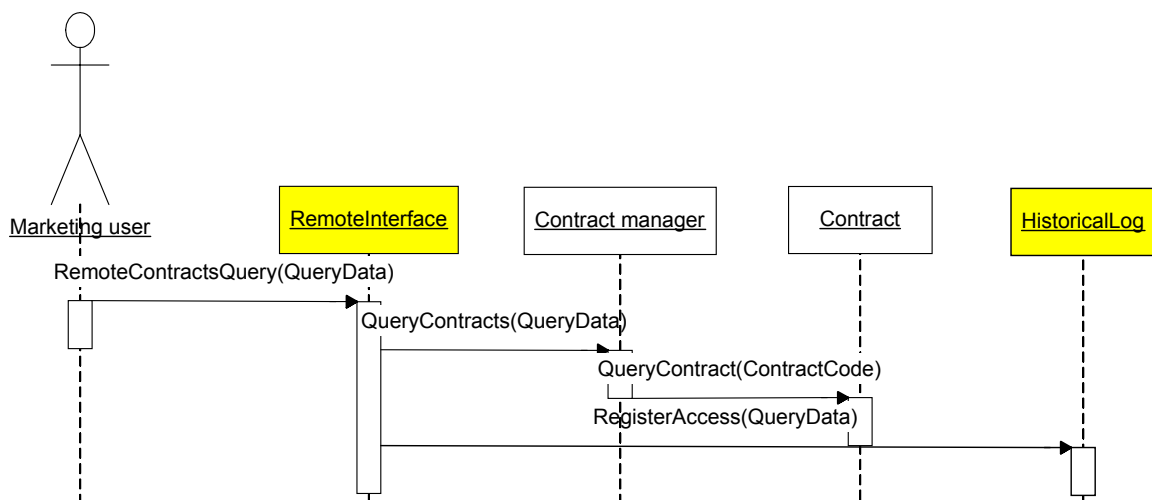 Marketing user
RemoteInterface
Contract manager
Contract
HistoricalLog
RemoteContractsQuery(QueryData)
QueryContracts(QueryData)
QueryContract(ContractCode)
RegisterAccess(QueryData)